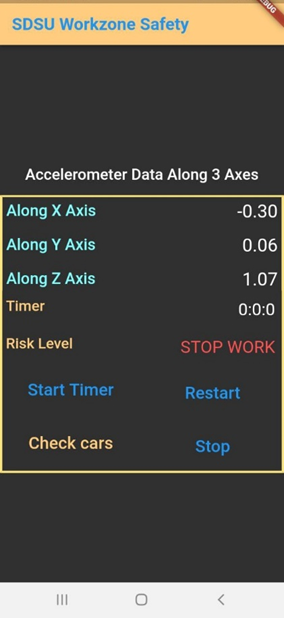 SDSU Workzone Safety
Accelerometer Data Along 3 Axes
Along X Axis -0.30
Along Y Axis 0.06
Along Z Axis 1.07
Timer 0:0:0
Risk Level STOP WORK
Start Timer Restart
Check cars Stop